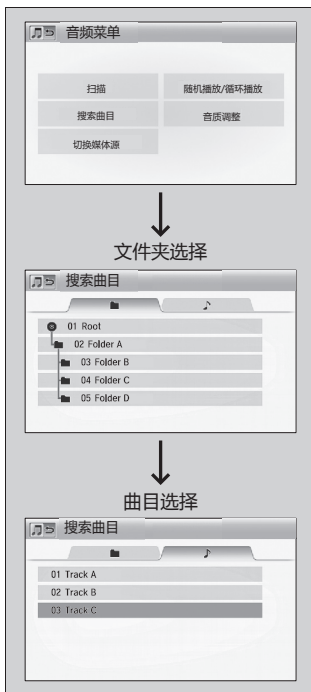 音频菜单
扫描 随机播放/循环播放
搜索曲目 音质调整
切换媒体源
文件夹选择
搜索曲目
01 Root
02 Folder A
03 Folder B
04 Folder C
05 Folder D
曲目选择
搜索曲目
01 Track A
02 Track B
03 Track C